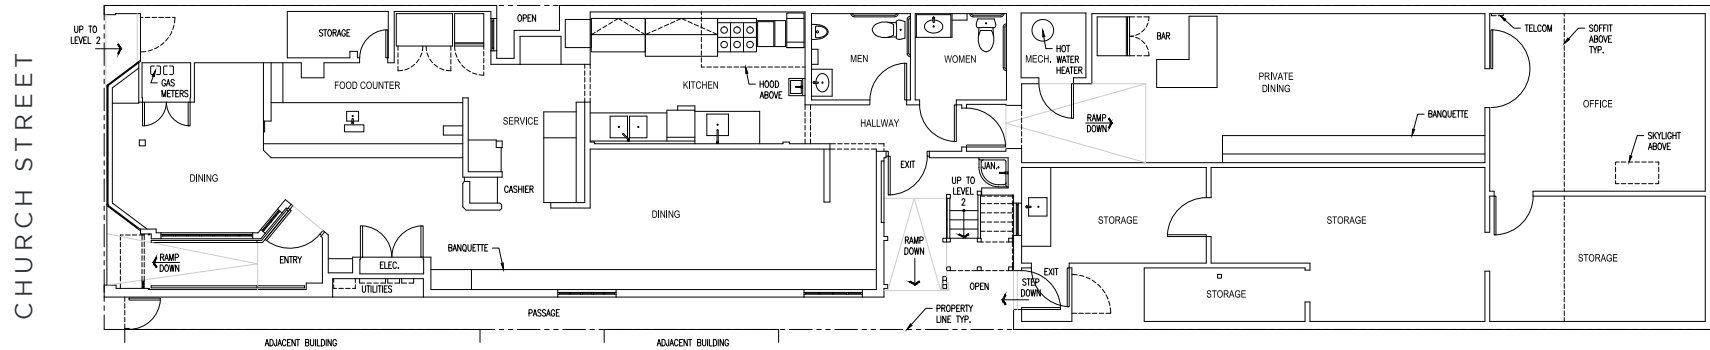 CHURCH STREET
UP TO
LEVEL 2
STORAGE
OPEN
GAS
METERS
FOOD COUNTER
SERVICE
KITCHEN
HOOD
ABOVE
MEN
WOMEN
MECH.
HOT
WATER
HEATER
BAR
PRIVATE
DINING
TELCOM
SOFFIT
ABOVE
TYP.
OFFICE
HALLWAY
RAMP
DOWN
BANQUETTE
SKYLIGHT
ABOVE
DINING
CASHIER
EXIT
JAN.
UP TO
LEVEL
2
DINING
STORAGE
STORAGE
RAMP
DOWN
ENTRY
ELEC.
BANQUETTE
RAMP
DOWN
EXIT
STORAGE
UTILITIES
OPEN
STEP
DOWN
STORAGE
PASSAGE
PROPERTY
LINE TYP.
ADJACENT BUILDING
ADJACENT BUILDING